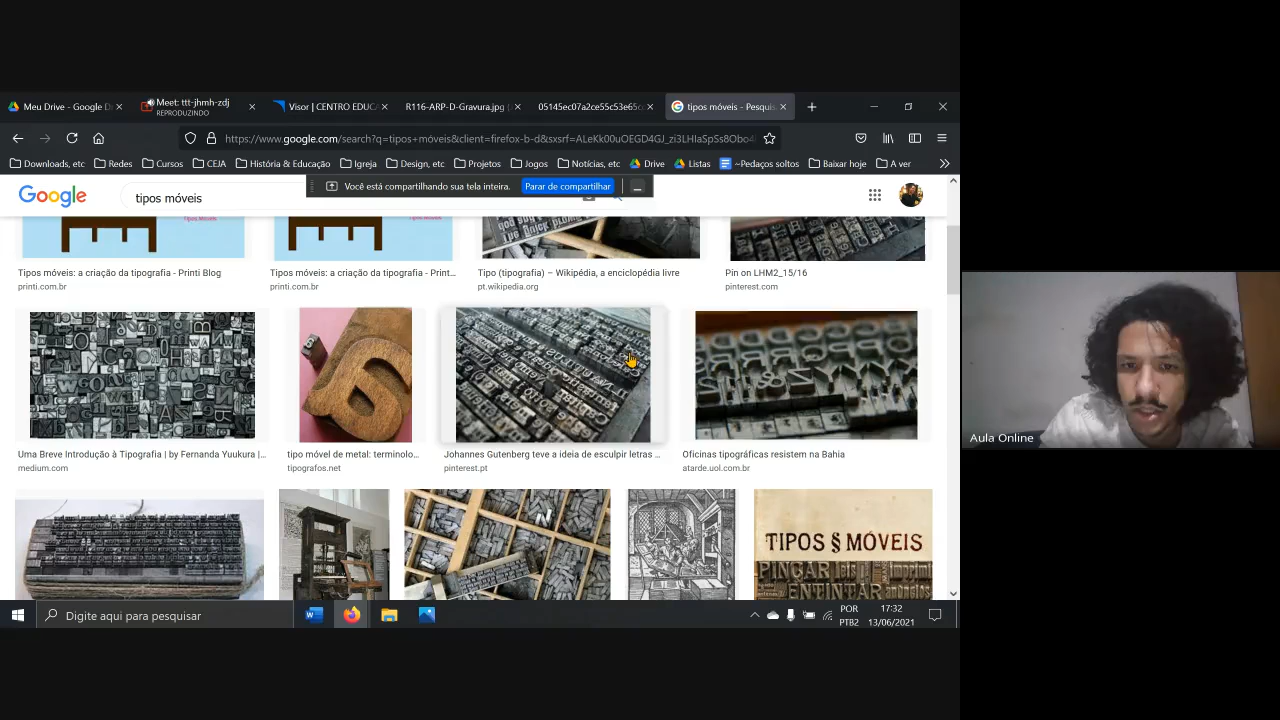 Meu Drive - Google D
Meet: ttt-jhmh-zdj
REPRODUZINDO
Visor | CENTRO EDUCA
R116-ARP-D-Gravura.jpg (
05145ec07a2ce55c53e65c
tipos móveis - Pesquis
https://www.google.com/search?q=tipos+móveis&client=firefox-b-d&sxsrf=ALeKk00uOEGD4GJ_zi3LHIaSpSs8Obo4
Downloads, etc
Redes
Cursos
CEJA
História & Educação
Igreja
Design, etc
Projetos
Jogos
Notícias, etc
Drive
Listas
~Pedaços soltos
Baixar hoje
A ver
Você está compartilhando sua tela inteira.
Parar de compartilhar
Google
tipos móveis
Tipos móveis: a criação da tipografia - Printi Blog
printi.com.br
Tipos móveis: a criação da tipografia - Print...
printi.com.br
Tipo (tipografia) – Wikipédia, a enciclopédia livre
pt.wikipedia.org
Pin on LHM2_15/16
pinterest.com
Uma Breve Introdução à Tipografia | by Fernanda Yuukura |...
medium.com
tipo móvel de metal: terminolo...
tipografos.net
Johannes Gutenberg teve a ideia de esculpir letras ...
pinterest.pt
Oficinas tipográficas resistem na Bahia
atarde.uol.com.br
TIPOS § MÓVEIS
PINÇAR
ENTINTAR
Aula Online
Digite aqui para pesquisar
POR
PTB2
17:32
13/06/2021